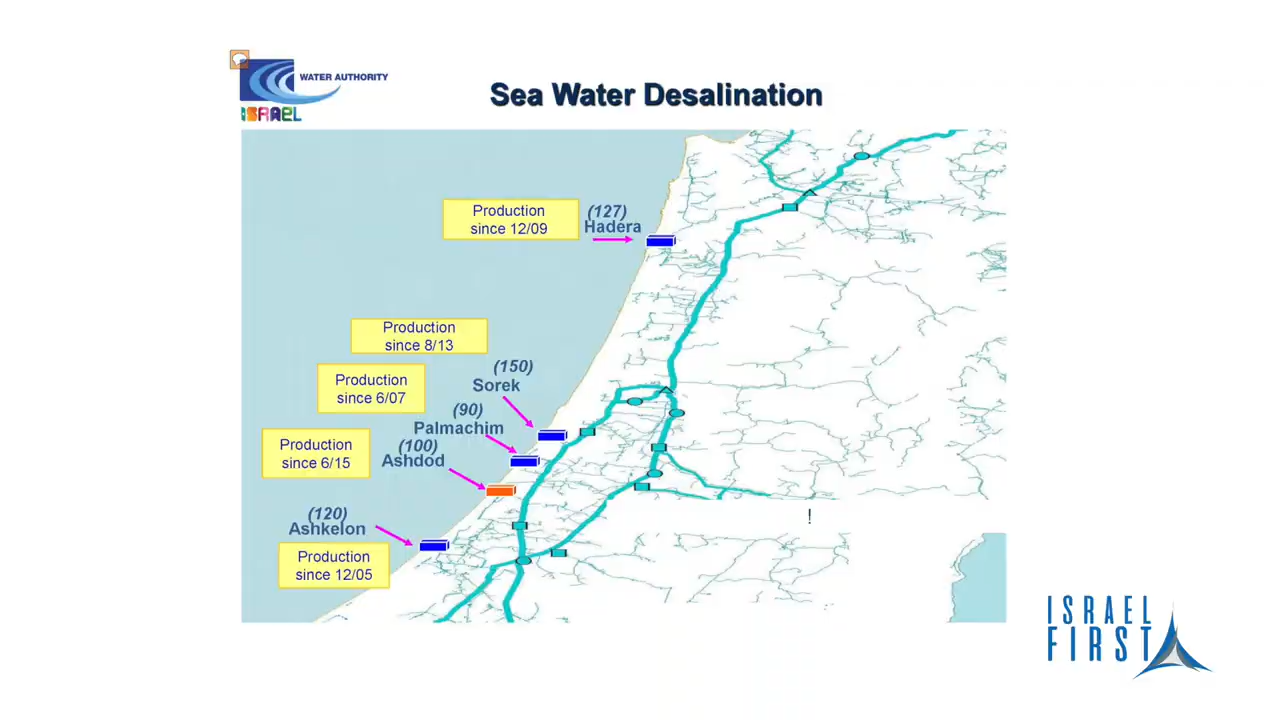 WATER AUTHORITY
ISRAEL
Sea Water Desalination
Production
since 12/09
(127)
Hadera
Production
since 8/13
(150)
Sorek
Production
since 6/07
(90)
Palmachim
(100)
Ashdod
Production
since 6/15
(120)
Ashkelon
Production
since 12/05
!
ISRAEL
FIRST